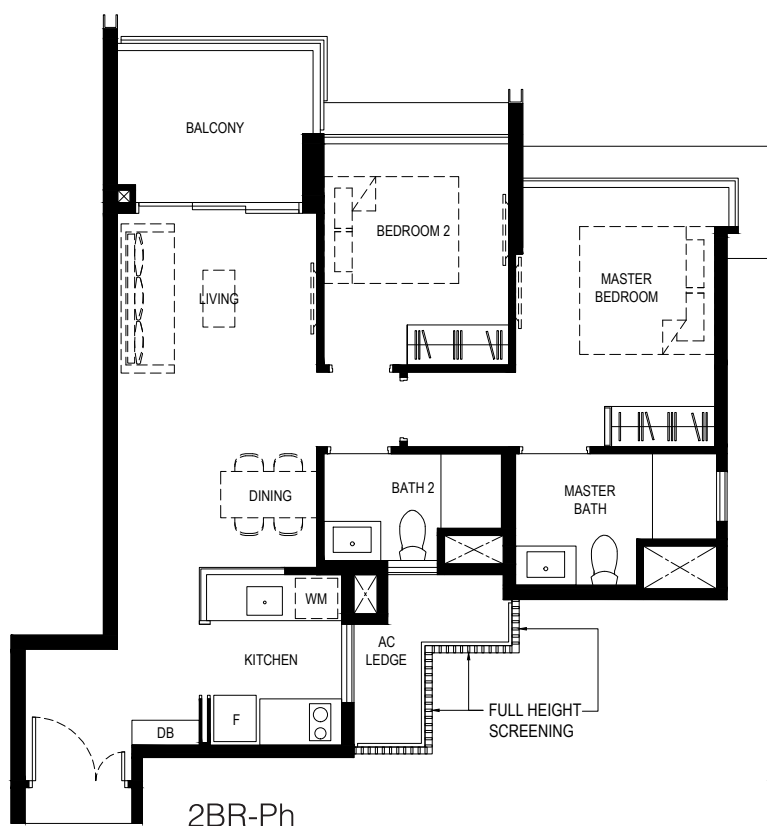 BALCONY
BEDROOM 2
MASTER
BEDROOM
LIVING
DINING
BATH 2
MASTER
BATH
WM
AC
LEDGE
KITCHEN
F
DB
FULL HEIGHT
SCREENING
2BR-Ph